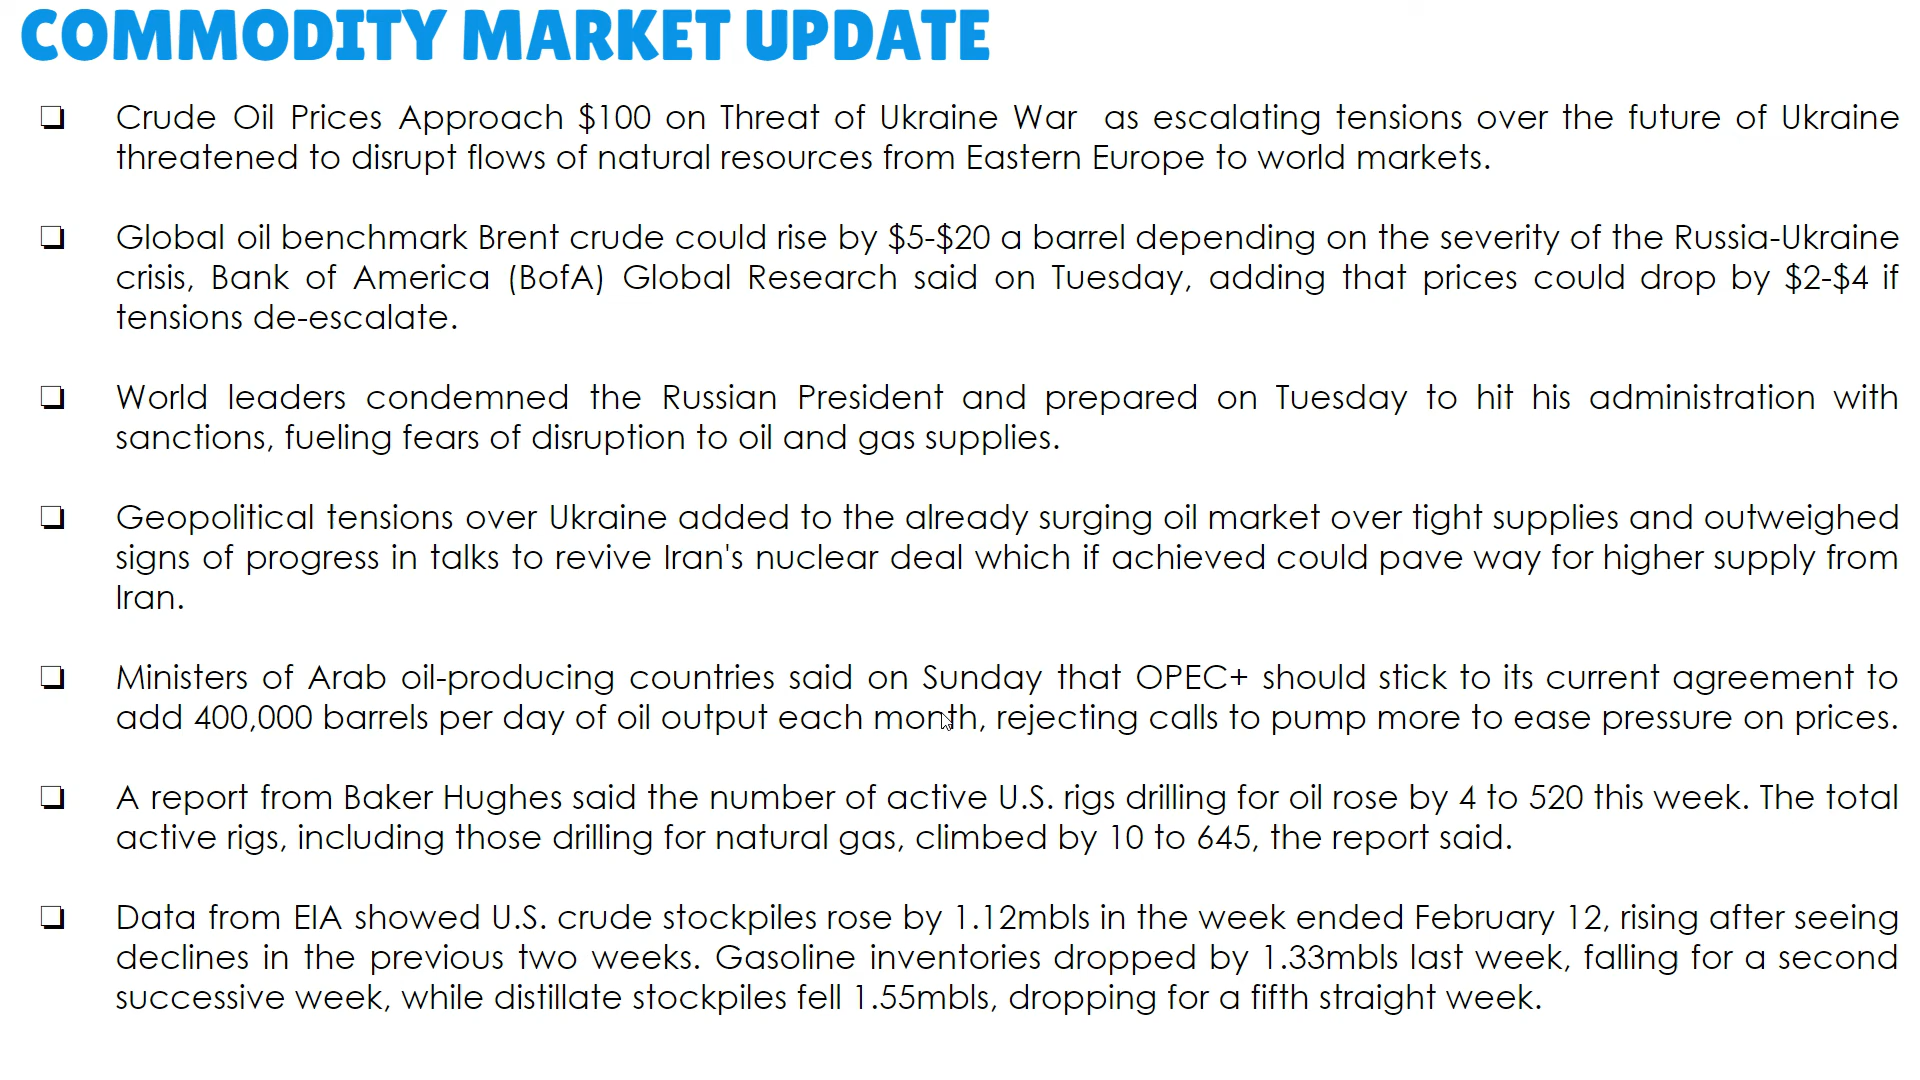 COMMODITY MARKET UPDATE
❏ Crude Oil Prices Approach $100 on Threat of Ukraine War as escalating tensions over the future of Ukraine
threatened to disrupt flows of natural resources from Eastern Europe to world markets.
❏ Global oil benchmark Brent crude could rise by $5-$20 a barrel depending on the severity of the Russia-Ukraine
crisis, Bank of America (BofA) Global Research said on Tuesday, adding that prices could drop by $2-$4 if
tensions de-escalate.
❏ World leaders condemned the Russian President and prepared on Tuesday to hit his administration with
sanctions, fueling fears of disruption to oil and gas supplies.
❏ Geopolitical tensions over Ukraine added to the already surging oil market over tight supplies and outweighed
signs of progress in talks to revive Iran's nuclear deal which if achieved could pave way for higher supply from
Iran.
❏ Ministers of Arab oil-producing countries said on Sunday that OPEC+ should stick to its current agreement to
add 400,000 barrels per day of oil output each month, rejecting calls to pump more to ease pressure on prices.
❏ A report from Baker Hughes said the number of active U.S. rigs drilling for oil rose by 4 to 520 this week. The total
active rigs, including those drilling for natural gas, climbed by 10 to 645, the report said.
❏ Data from EIA showed U.S. crude stockpiles rose by 1.12mbls in the week ended February 12, rising after seeing
declines in the previous two weeks. Gasoline inventories dropped by 1.33mbls last week, falling for a second
successive week, while distillate stockpiles fell 1.55mbls, dropping for a fifth straight week.